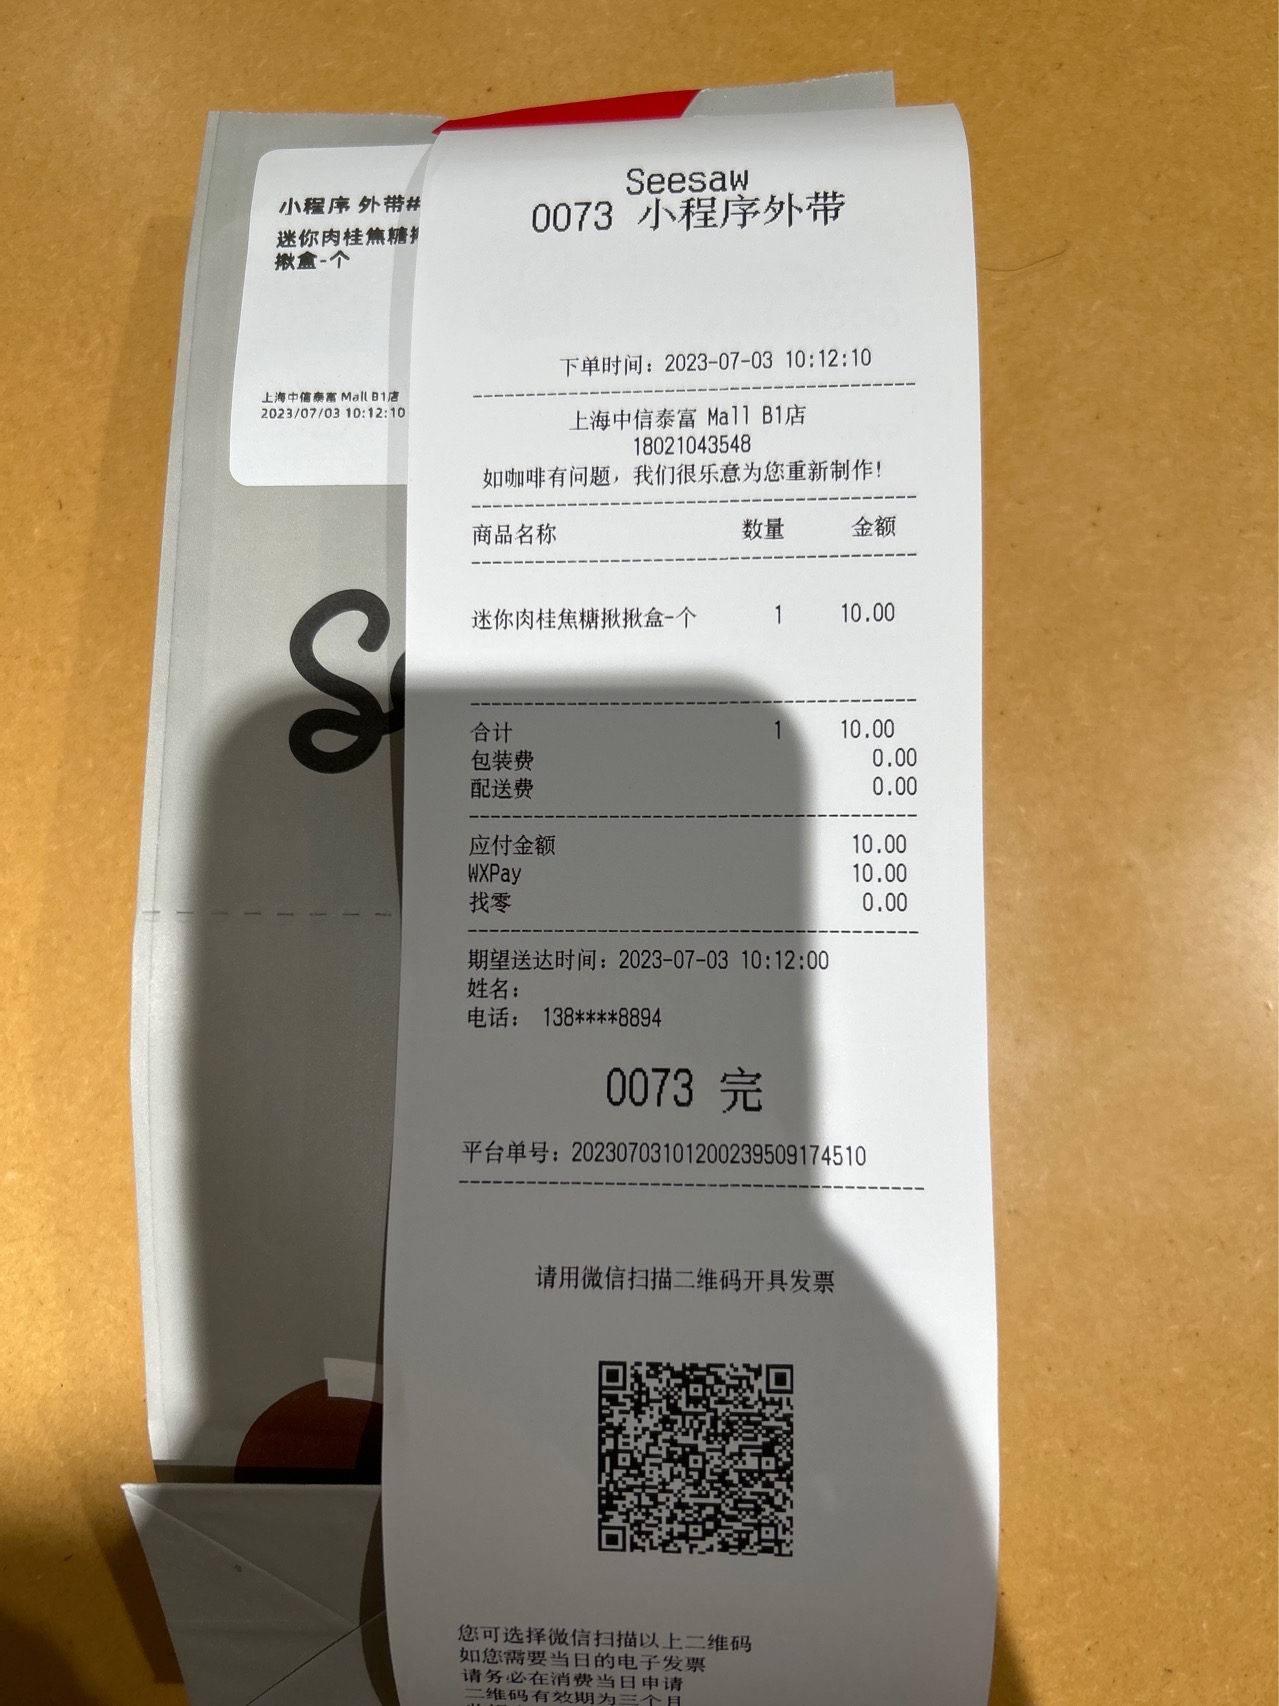 小程序 外带#
迷你肉桂焦糖
揪盒-个
上海中信泰富 Mall B1店
2023/07/03 10:12:10
Seesaw
0073 小程序外带
下单时间：2023-07-03 10:12:10
上海中信泰富 Mall B1店
18021043548
如咖啡有问题，我们很乐意为您重新制作！
商品名称 数量 金额
迷你肉桂焦糖揪揪盒-个 1 10.00
合计 1 10.00
包装费 0.00
配送费 0.00
应付金额 10.00
WXPay 10.00
找零 0.00
期望送达时间：2023-07-03 10:12:00
姓名：
电话： 138****8894
0073 完
平台单号：20230703101200239509174510
请用微信扫描二维码开具发票
您可选择微信扫描以上二维码
如您需要当日的电子发票
请务必在消费当日申请
二维码有效期为三个月